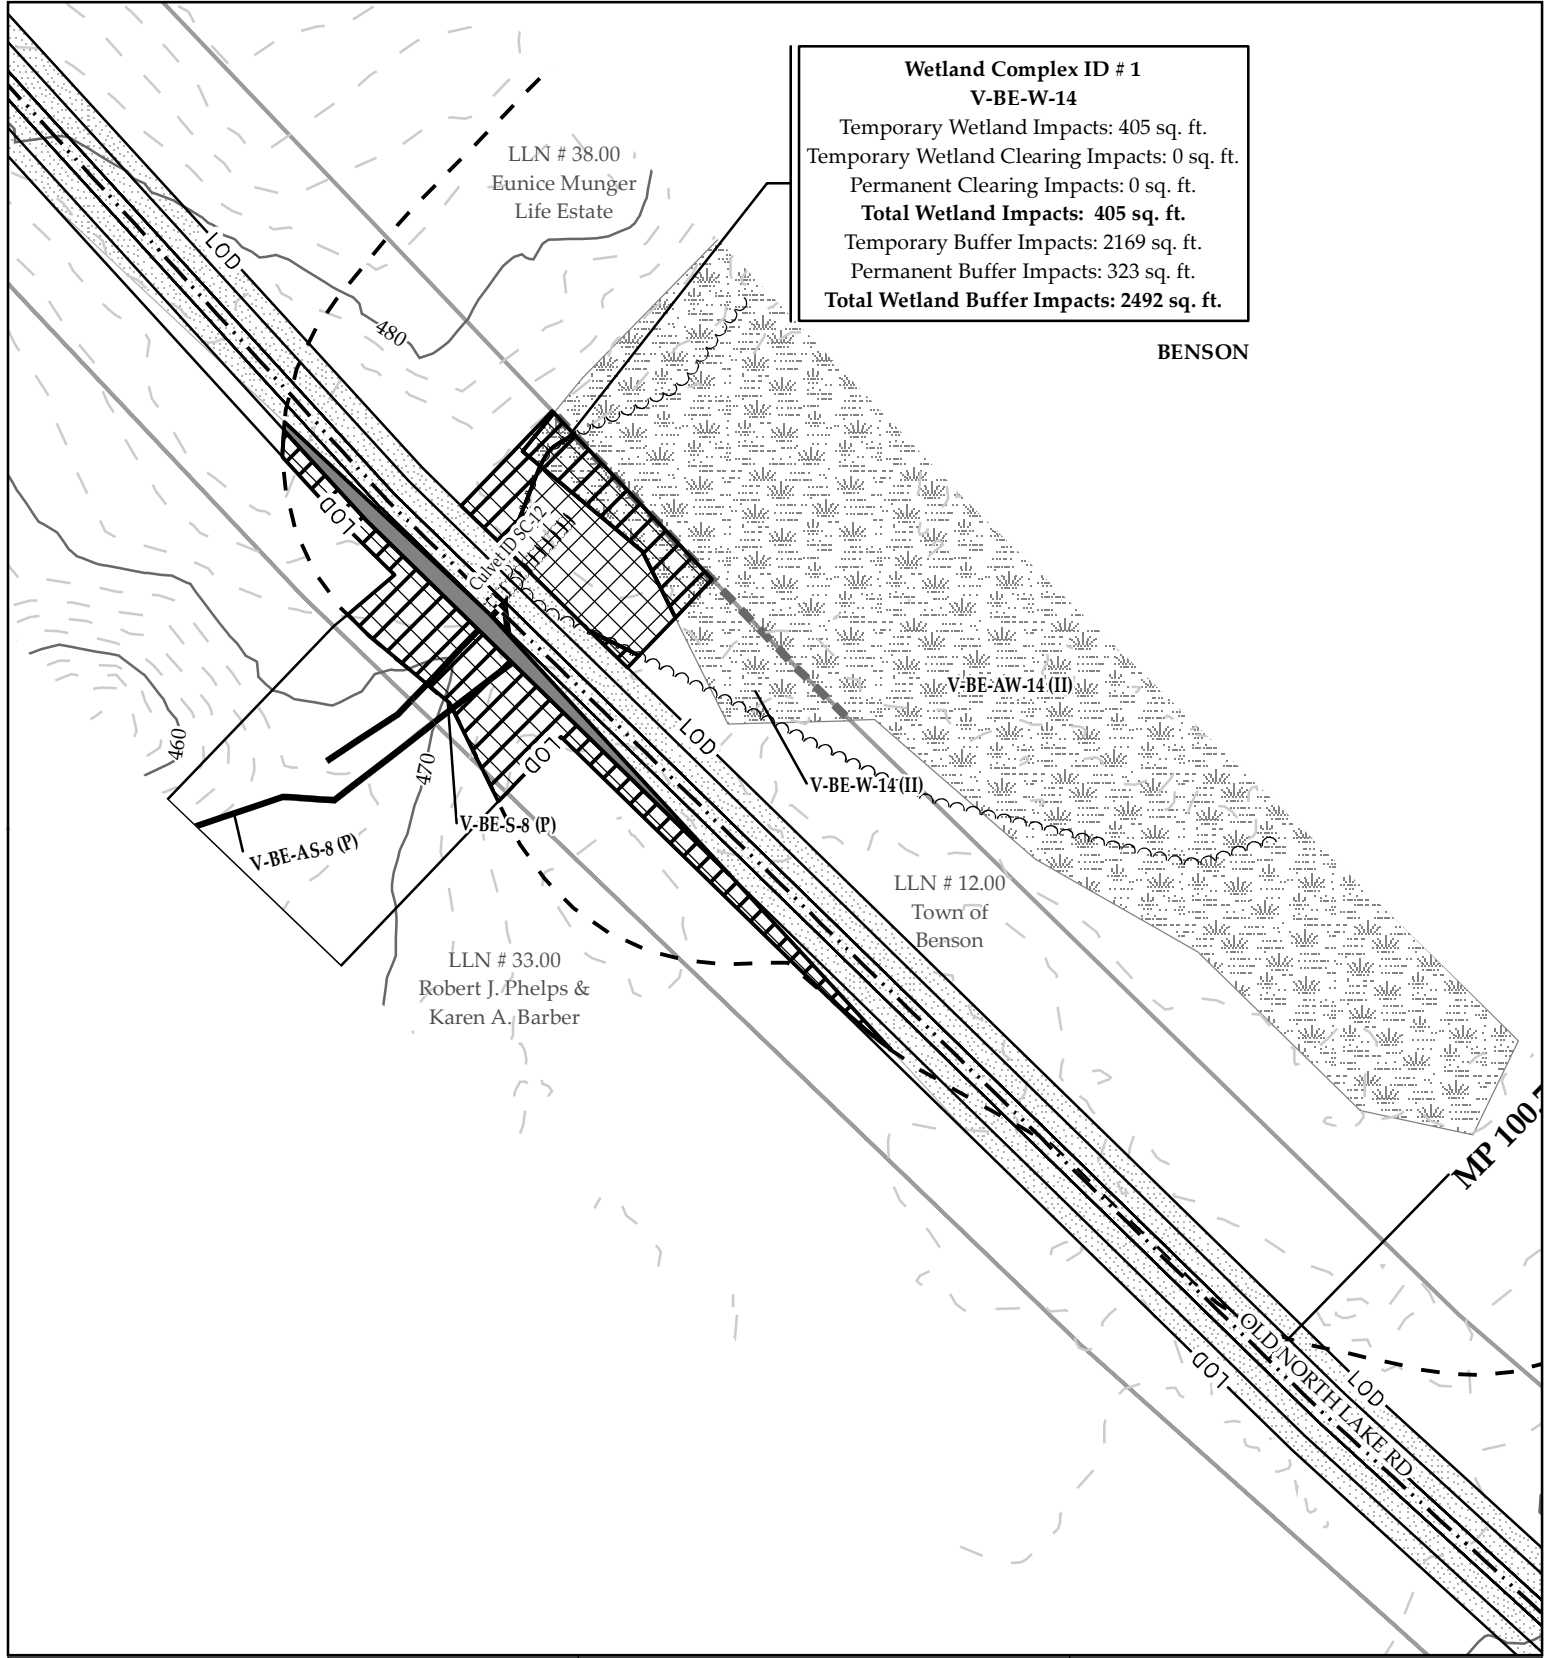 Wetland Complex ID # 1
V-BE-W-14
Temporary Wetland Impacts: 405 sq. ft.
Temporary Wetland Clearing Impacts: 0 sq. ft.
Permanent Clearing Impacts: 0 sq. ft.
Total Wetland Impacts: 405 sq. ft.
Temporary Buffer Impacts: 2169 sq. ft.
Permanent Buffer Impacts: 323 sq. ft.
Total Wetland Buffer Impacts: 2492 sq. ft.
BENSON
LLN # 38.00
Eunice Munger
Life Estate
LOD
480
LOD
Culvet ID SC-12
460
470
LOD
LOD
V-BE-AW-14 (II)
V-BE-W-14 (II)
V-BE-S-8 (P)
V-BE-AS-8 (P)
LLN # 12.00
Town of
Benson
LLN # 33.00
Robert J. Phelps &
Karen A. Barber
MP 100.
OLD NORTH LAKE RD
LOD
LOD